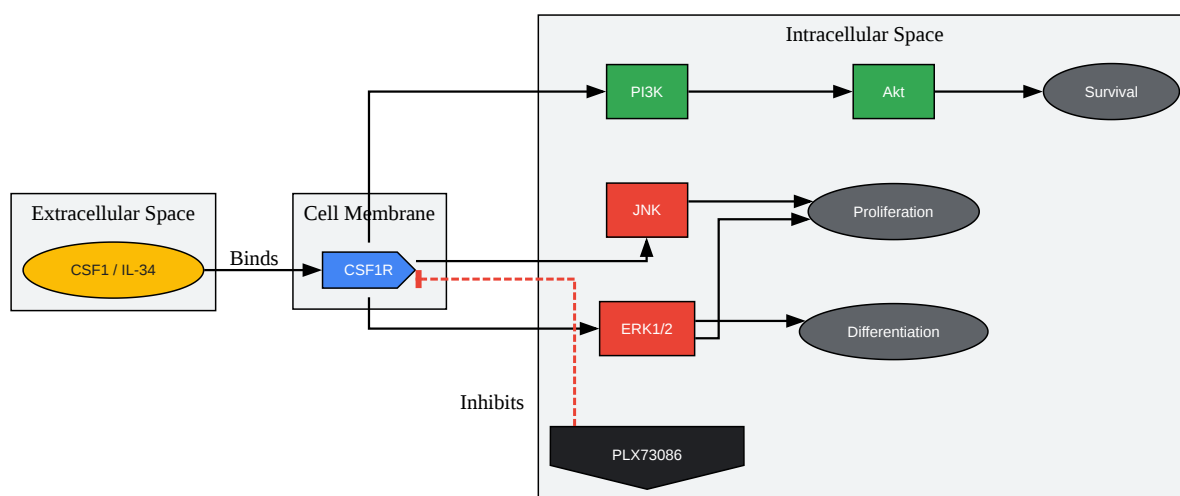 Intracellular Space
PI3K
Akt
Survival
Extracellular Space
Cell Membrane
JNK
Proliferation
CSF1 / IL-34
Binds
CSF1R
ERK1/2
Differentiation
Inhibits
PLX73086